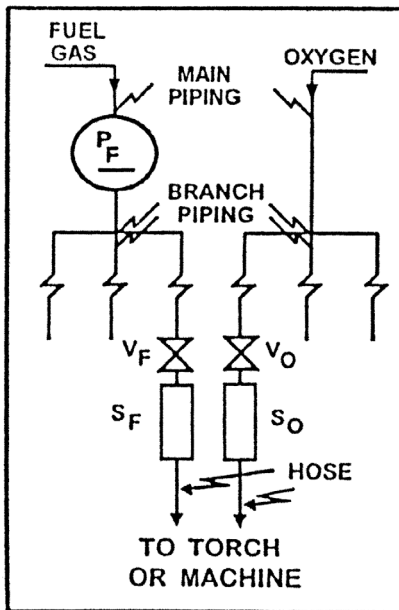 FUEL
GAS
OXYGEN
MAIN
PIPING
PF
BRANCH
PIPING
VF
VO
SF
SO
HOSE
TO TORCH
OR MACHINE